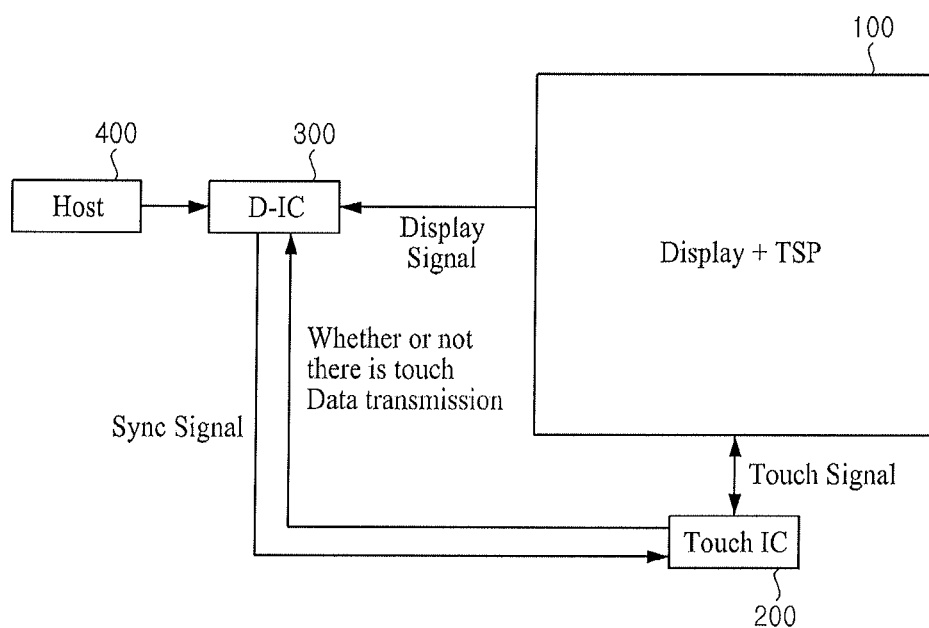 100
400
300
Host
D-IC
Display
Signal
Display + TSP
Whether or not
there is touch
Data transmission
Sync Signal
Touch Signal
Touch IC
200